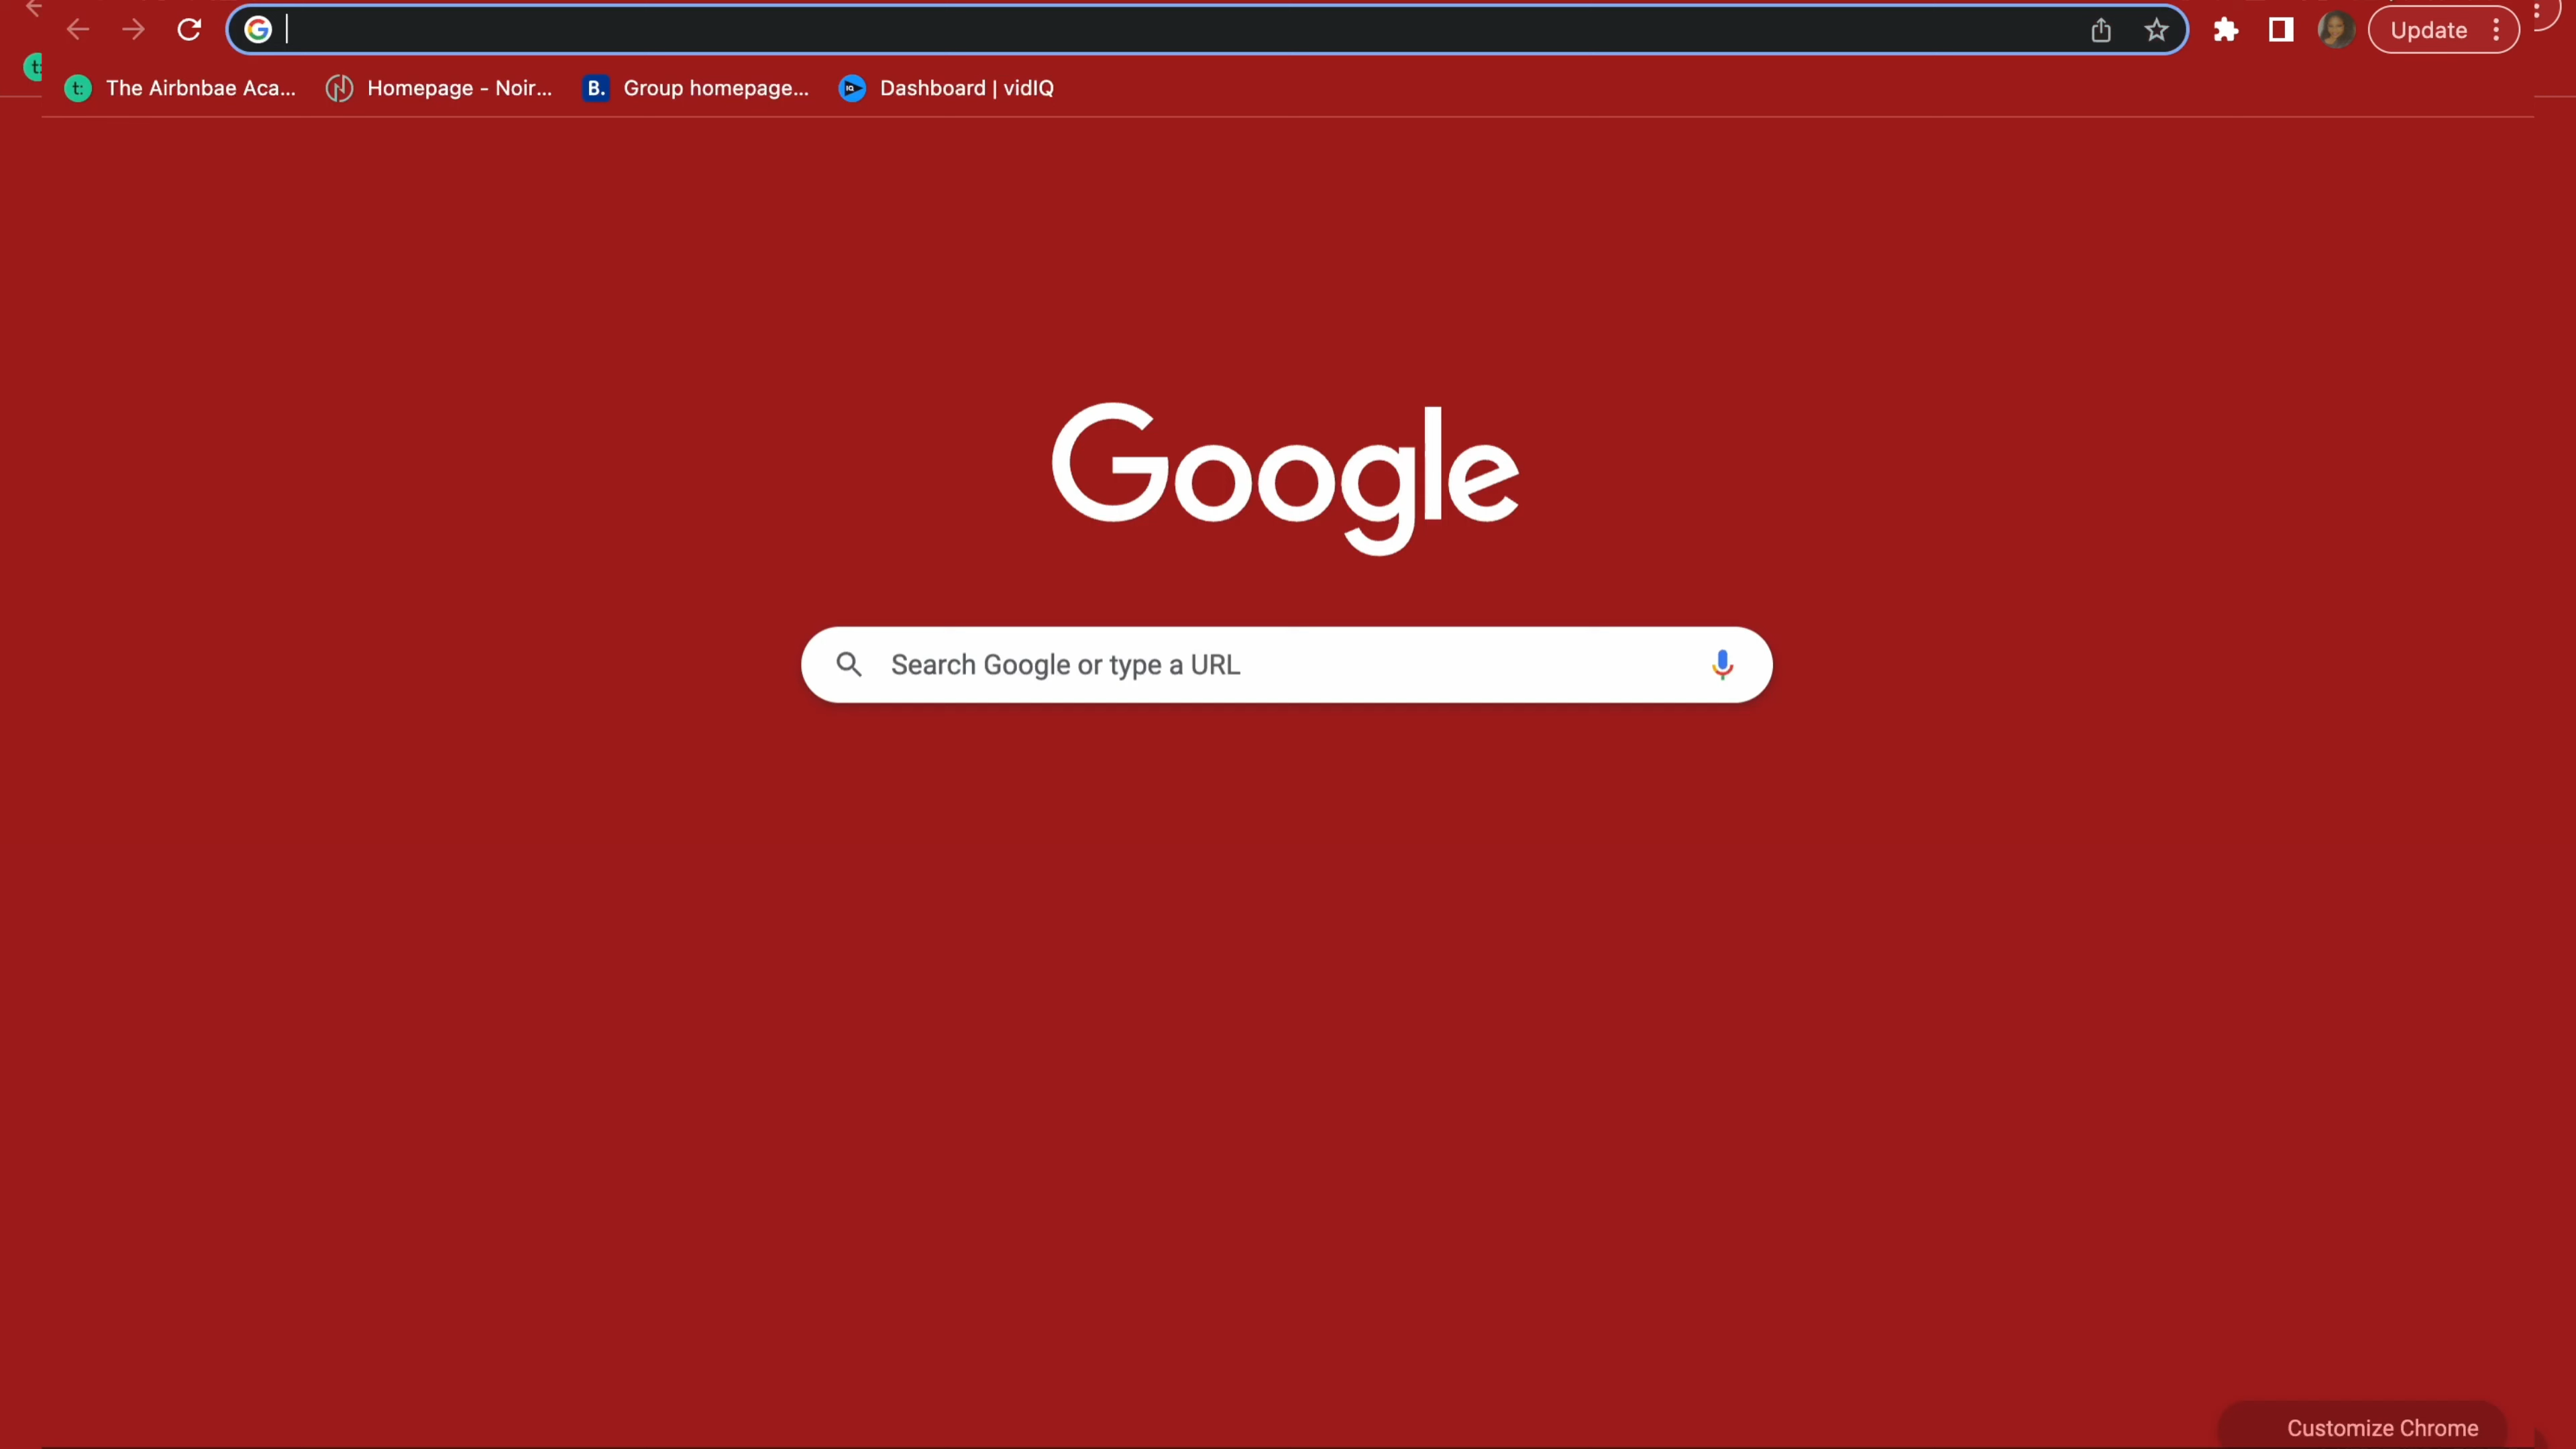 Update
The Airbnbae Aca...
Homepage - Noir...
B. Group homepage...
Dashboard | vidIQ
Google
Search Google or type a URL
Customize Chrome